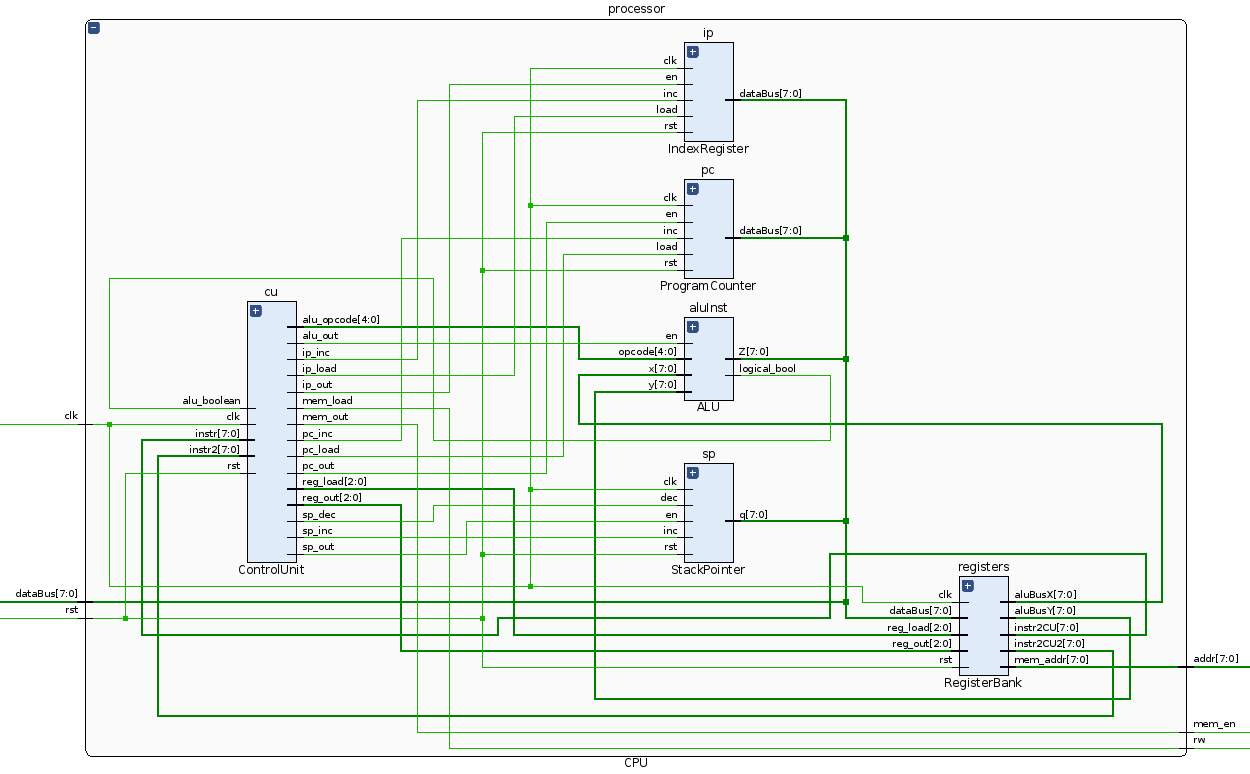 processor
ip
clk
en
inc
load
rst
dataBus[7:0]
IndexRegister
pc
clk
en
inc
load
rst
dataBus[7:0]
ProgramCounter
aluInst
en
opcode[4:0]
x[7:0]
y[7:0]
Z[7:0]
logical_bool
ALU
cu
alu_boolean
clk
instr[7:0]
instr2[7:0]
rst
alu_opcode[4:0]
alu_out
ip_inc
ip_load
ip_out
mem_load
mem_out
pc_inc
pc_load
pc_out
reg_load[2:0]
reg_out[2:0]
sp_dec
sp_inc
sp_out
ControlUnit
sp
clk
dec
en
inc
rst
q[7:0]
StackPointer
registers
clk
dataBus[7:0]
reg_load[2:0]
reg_out[2:0]
rst
aluBusX[7:0]
aluBusY[7:0]
instr2CU[7:0]
instr2CU2[7:0]
mem_addr[7:0]
RegisterBank
clk
dataBus[7:0]
rst
addr[7:0]
mem_en
rw
CPU